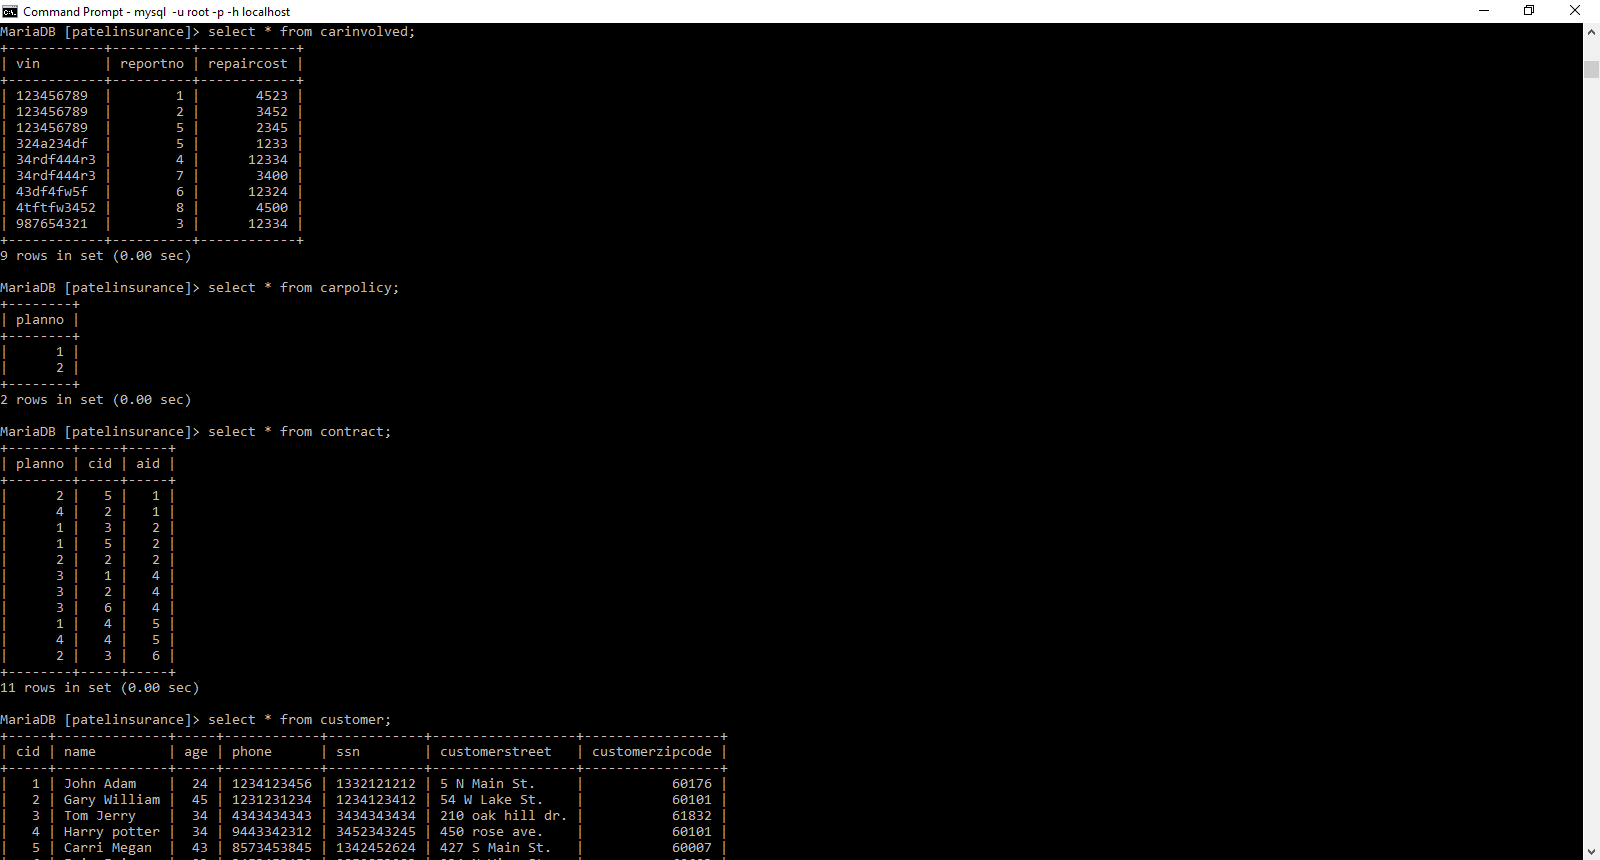 Command Prompt - mysql  -u root -p -h localhost
MariaDB [patelinsurance]> select * from carinvolved;
+------------+----------+------------+
| vin        | reportno | repaircost |
+------------+----------+------------+
| 123456789  |        1 |       4523 |
| 123456789  |        2 |       3452 |
| 123456789  |        5 |       2345 |
| 324a234df  |        5 |       1233 |
| 34rdf444r3 |        4 |      12334 |
| 34rdf444r3 |        7 |       3400 |
| 43df4fw5f  |        6 |      12324 |
| 4tftfw3452 |        8 |       4500 |
| 987654321  |        3 |      12334 |
+------------+----------+------------+
9 rows in set (0.00 sec)
MariaDB [patelinsurance]> select * from carpolicy;
+--------+
| planno |
+--------+
|      1 |
|      2 |
+--------+
2 rows in set (0.00 sec)
MariaDB [patelinsurance]> select * from contract;
+--------+-----+-----+
| planno | cid | aid |
+--------+-----+-----+
|      2 |   5 |   1 |
|      4 |   2 |   1 |
|      1 |   3 |   2 |
|      1 |   5 |   2 |
|      2 |   2 |   2 |
|      3 |   1 |   4 |
|      3 |   2 |   4 |
|      3 |   6 |   4 |
|      1 |   4 |   5 |
|      4 |   4 |   5 |
|      2 |   3 |   6 |
+--------+-----+-----+
11 rows in set (0.00 sec)
MariaDB [patelinsurance]> select * from customer;
+-----+--------------+-----+------------+------------+------------------+-----------------+
| cid | name         | age | phone      | ssn        | customerstreet   | customerzipcode |
+-----+--------------+-----+------------+------------+------------------+-----------------+
|   1 | John Adam    |  24 | 1234123456 | 1332121212 | 5 N Main St.     |           60176 |
|   2 | Gary William |  45 | 1231231234 | 1234123412 | 54 W Lake St.    |           60101 |
|   3 | Tom Jerry    |  34 | 4343434343 | 3434343434 | 210 oak hill dr. |           61832 |
|   4 | Harry potter |  34 | 9443342312 | 3452343245 | 450 rose ave.    |           60101 |
|   5 | Carri Megan  |  43 | 8573453845 | 1342452624 | 427 S Main St.   |           60007 |